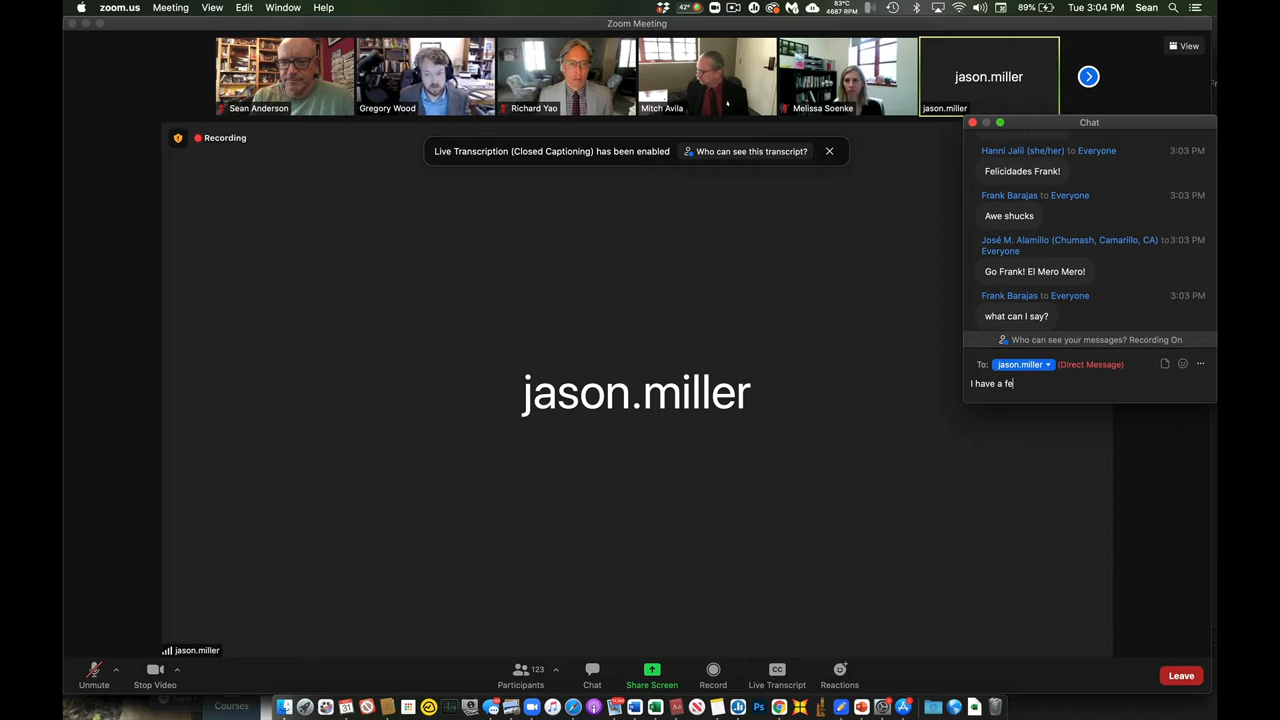 zoom.us Meeting View Edit Window Help
42° 83°C 4687 RPM 89% Tue 3:04 PM Sean
Zoom Meeting
View
Sean Anderson
Gregory Wood
Richard Yao
Mitch Avila
Melissa Soenke
jason.miller
jason.miller
Recording
Live Transcription (Closed Captioning) has been enabled Who can see this transcript?
Chat
Hanni Jalil (she/her) to Everyone 3:03 PM
Felicidades Frank!
Frank Barajas to Everyone 3:03 PM
Awe shucks
José M. Alamillo (Chumash, Camarillo, CA) to 3:03 PM
Everyone
Go Frank! El Mero Mero!
Frank Barajas to Everyone 3:03 PM
what can I say?
Who can see your messages? Recording On
To: jason.miller (Direct Message)
I have a fe
jason.miller
jason.miller
Unmute
Stop Video
123
Participants
Chat
Share Screen
Record
CC
Live Transcript
Reactions
Leave
Courses